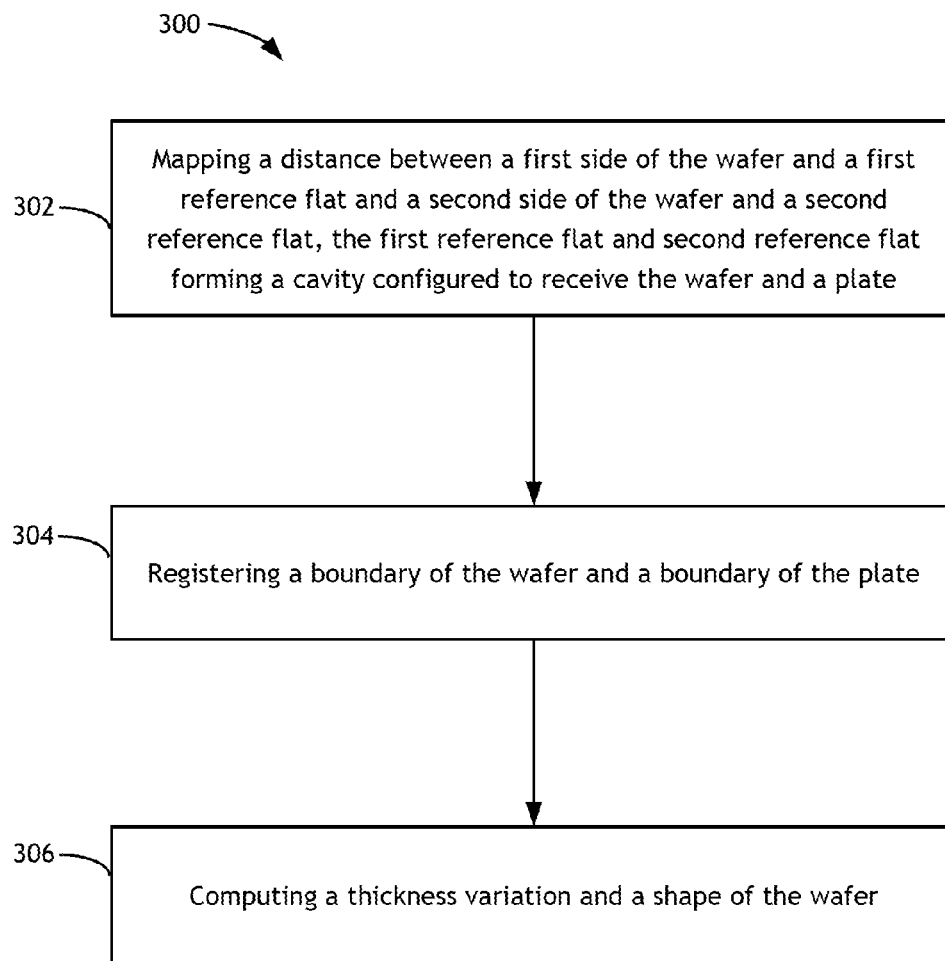 300
302
Mapping a distance between a first side of the wafer and a first
reference flat and a second side of the wafer and a second
reference flat, the first reference flat and second reference flat
forming a cavity configured to receive the wafer and a plate
304
Registering a boundary of the wafer and a boundary of the plate
306
Computing a thickness variation and a shape of the wafer